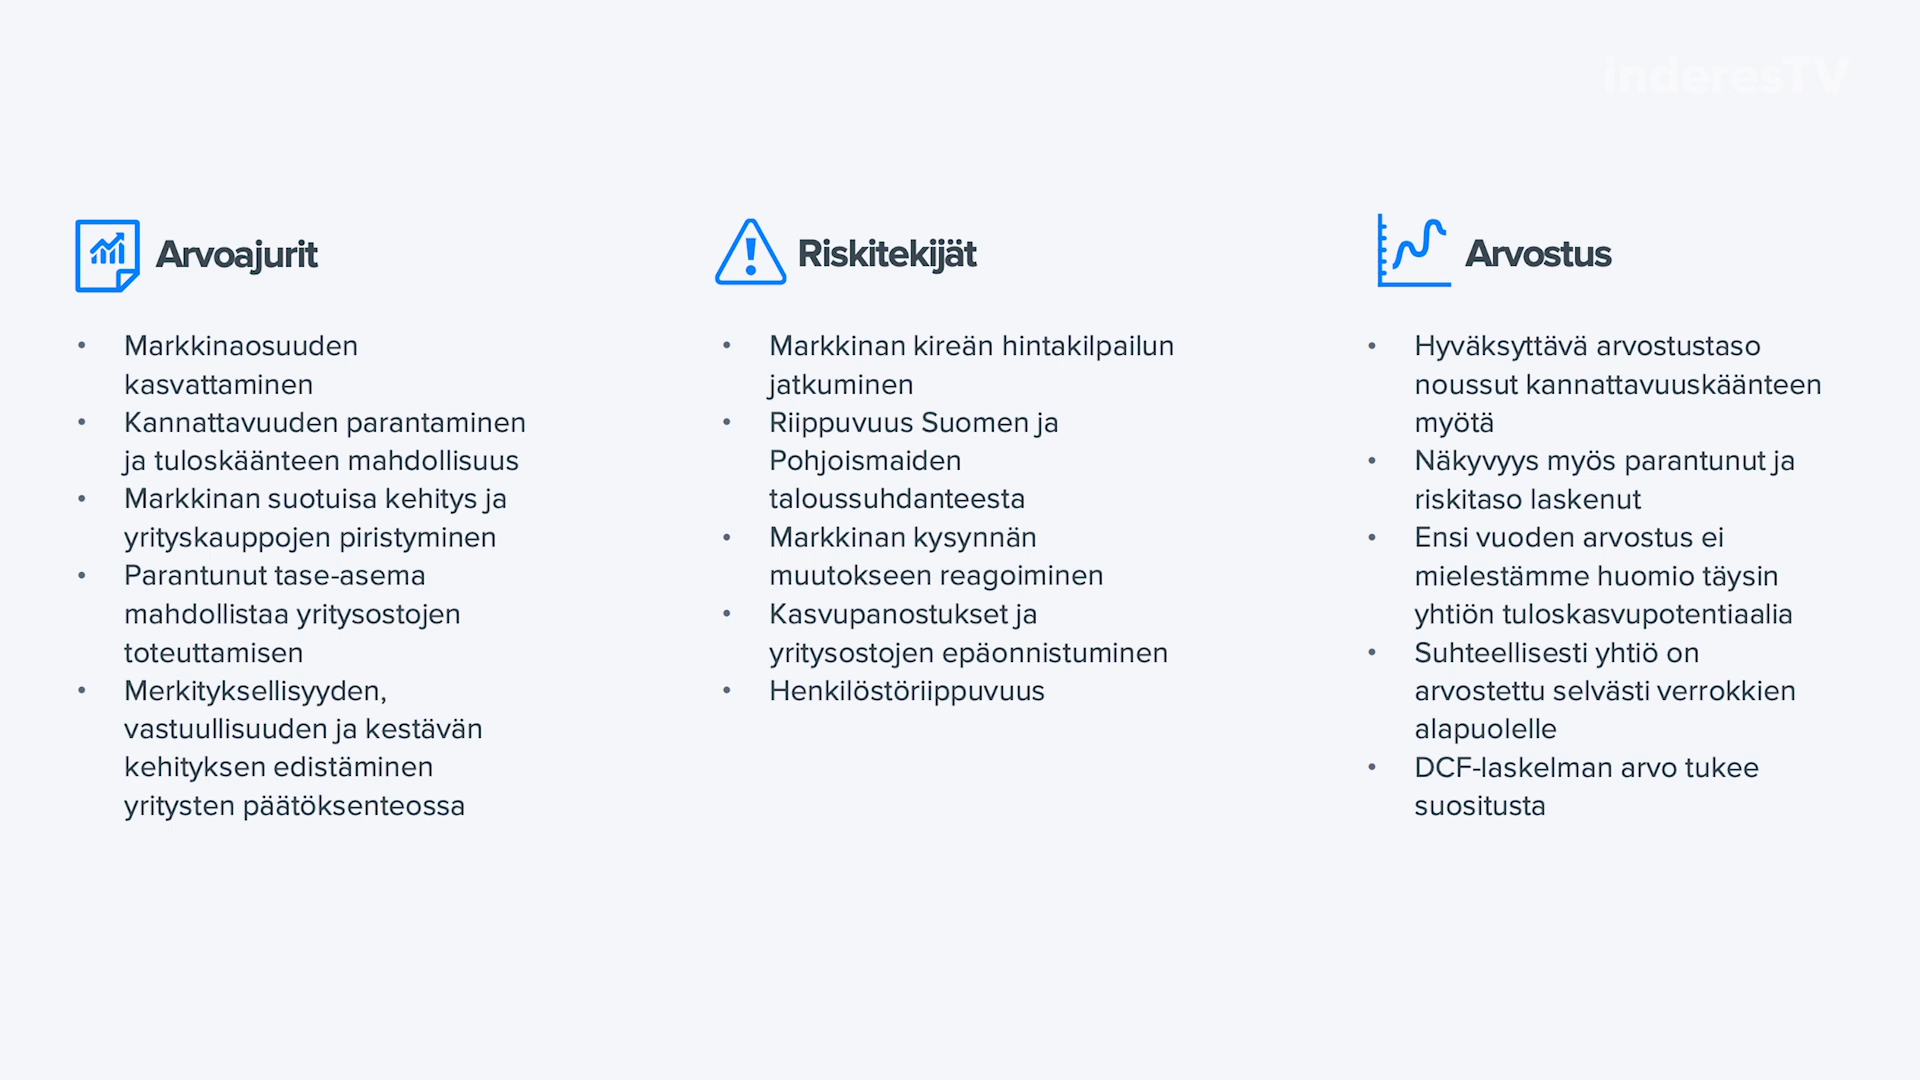 inderesTV
Arvoajurit
• Markkinaosuuden
kasvattaminen
• Kannattavuuden parantaminen
ja tuloskäänteen mahdollisuus
• Markkinan suotuisa kehitys ja
yrityskauppojen piristyminen
• Parantunut tase-asema
mahdollistaa yritysostojen
toteuttamisen
• Merkityksellisyyden,
vastuullisuuden ja kestävän
kehityksen edistäminen
yritysten päätöksenteossa
Riskitekijät
• Markkinan kireän hintakilpailun
jatkuminen
• Riippuvuus Suomen ja
Pohjoismaiden
taloussuhdanteesta
• Markkinan kysynnän
muutokseen reagoiminen
• Kasvupanostukset ja
yritysostojen epäonnistuminen
• Henkilöstöriippuvuus
Arvostus
• Hyväksyttävä arvostustaso
noussut kannattavuuskäänteen
myötä
• Näkyvyys myös parantunut ja
riskitaso laskenut
• Ensi vuoden arvostus ei
mielestämme huomio täysin
yhtiön tuloskasvupotentiaalia
• Suhteellisesti yhtiö on
arvostettu selvästi verrokkien
alapuolelle
• DCF-laskelman arvo tukee
suositusta